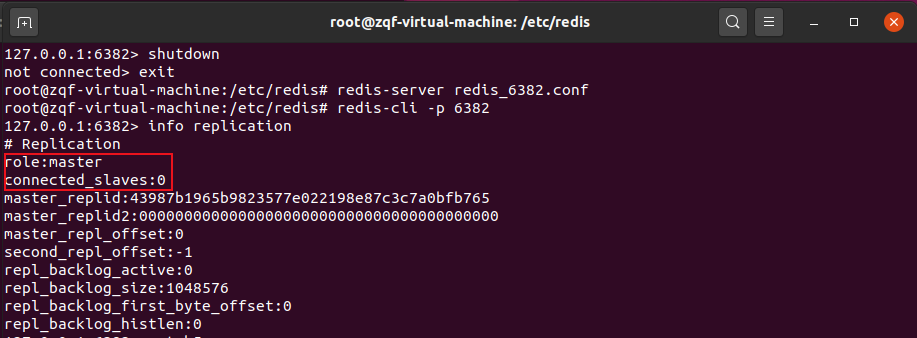 root@zqf-virtual-machine: /etc/redis
127.0.0.1:6382> shutdown
not connected> exit
root@zqf-virtual-machine:/etc/redis# redis-server redis_6382.conf
root@zqf-virtual-machine:/etc/redis# redis-cli -p 6382
127.0.0.1:6382> info replication
# Replication
role:master
connected_slaves:0
master_replid:43987b1965b9823577e022198e87c3c7a0bfb765
master_replid2:0000000000000000000000000000000000000000
master_repl_offset:0
second_repl_offset:-1
repl_backlog_active:0
repl_backlog_size:1048576
repl_backlog_first_byte_offset:0
repl_backlog_histlen:0